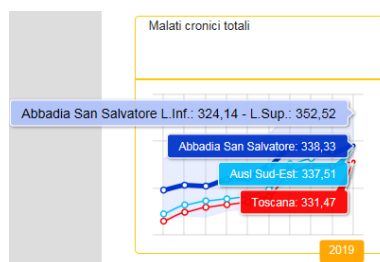 Malati cronici totali
Abbadia San Salvatore L.Inf.: 324,14 - L.Sup.: 352,52
Abbadia San Salvatore: 338,33
Ausl Sud-Est: 337,51
Toscana: 331,47
2019